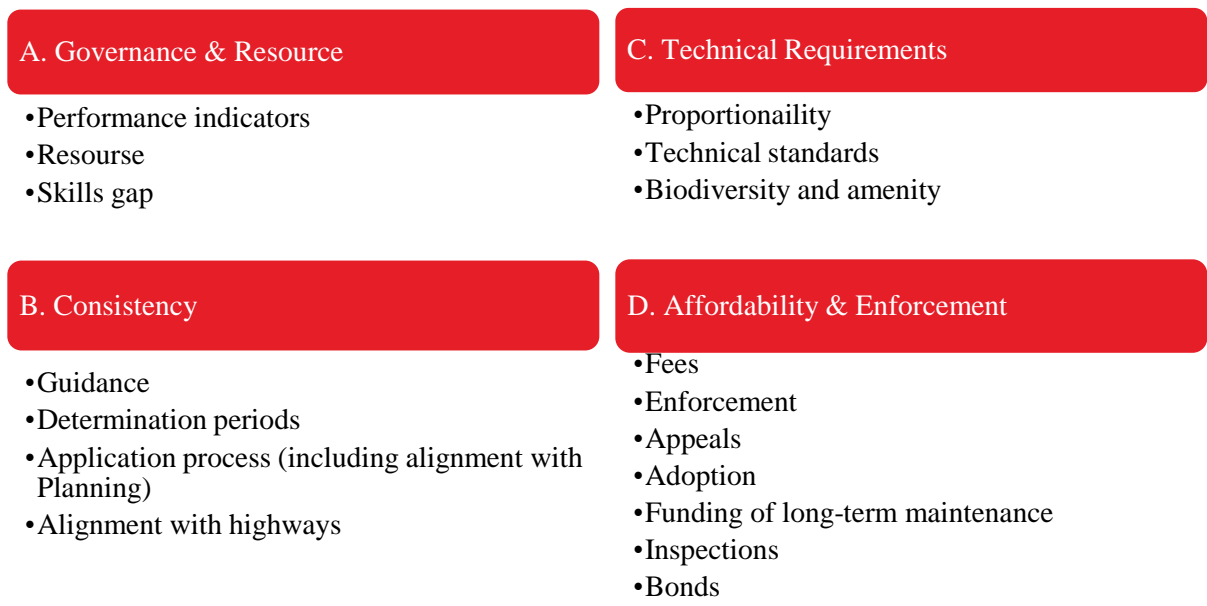 A. Governance & Resource
•Performance indicators
•Resourse
•Skills gap
B. Consistency
•Guidance
•Determination periods
•Application process (including alignment with
Planning)
•Alignment with highways
C. Technical Requirements
•Proportionaility
•Technical standards
•Biodiversity and amenity
D. Affordability & Enforcement
•Fees
•Enforcement
•Appeals
•Adoption
•Funding of long-term maintenance
•Inspections
•Bonds